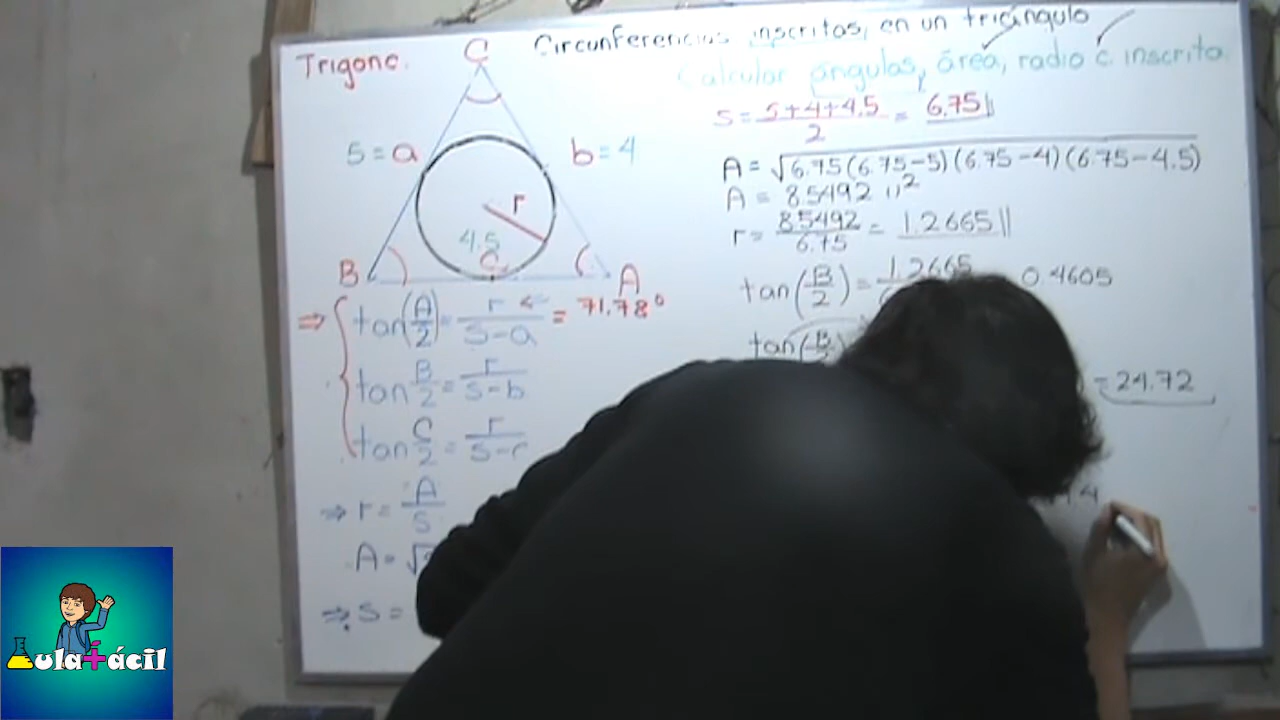 Circunferencias inscritas, en un triángulo
Trigono.
Calcular ángulos, área, radio c. inscrita.
C
5 = a
b = 4
r
4.5
C
B
A
⇒ tan(A/2) = r/(s-a) = 71.78°
tan B/2 = r/(s-b)
tan C/2 = r/(s-c)
⇒ r = A/s
A = √
⇒ s =
s = (5+4+4.5)/2 = 6.75
A = √6.75(6.75-5)(6.75-4)(6.75-4.5)
A = 8.5492 u²
r = 8.5492/6.75 = 1.2665
tan(B/2) = 1.2665 0.4605
tan(B
= 24.72
Aula+ácil